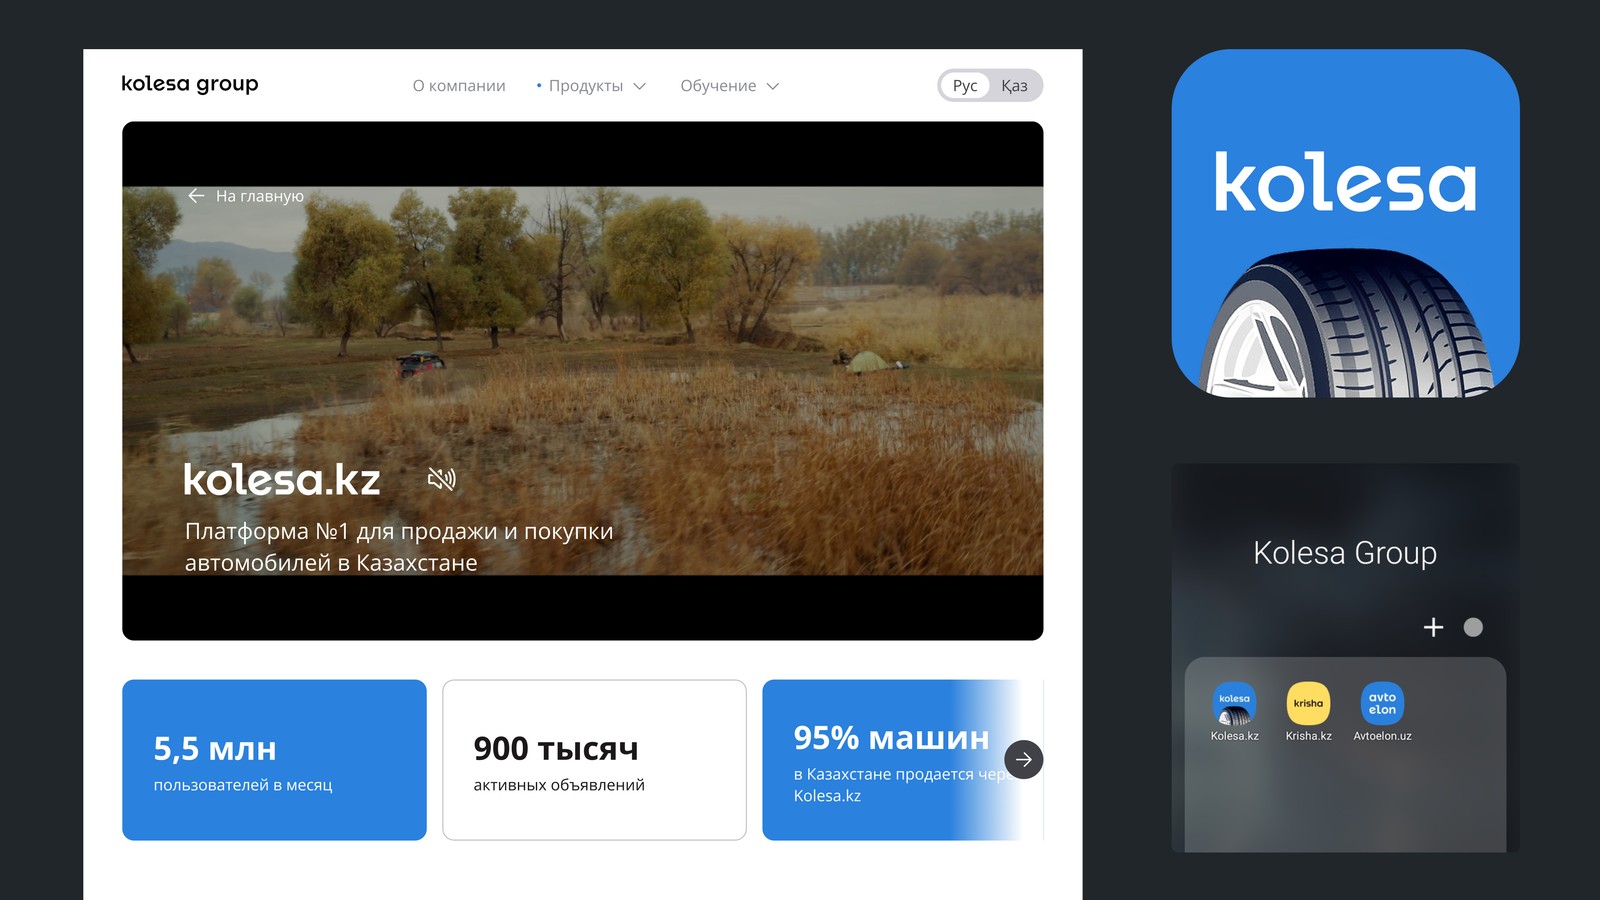 kolesa group
О компании
Продукты
Обучение
Рус
Қаз
На главную
kolesa.kz
Платформа №1 для продажи и покупки
автомобилей в Казахстане
5,5 млн
пользователей в месяц
900 тысяч
активных объявлений
95% машин
в Казахстане продается через
Kolesa.kz
kolesa
Kolesa Group
kolesa
krisha
avto
elon
Kolesa.kz
Krisha.kz
Avtoelon.uz